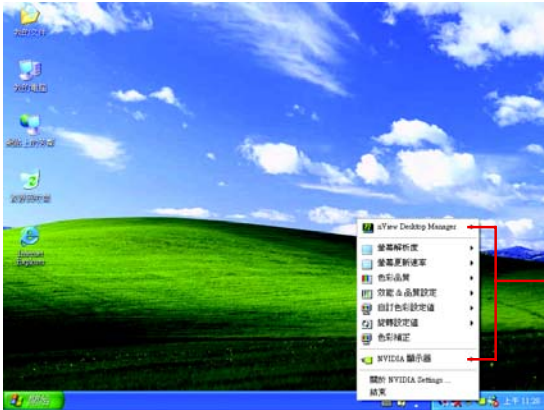 我的文件
我的電腦
網路上的芳鄰
資源回收筒
Internet
Explorer
nView Desktop Manager
螢幕解析度
螢幕更新速率
色彩品質
效能 & 品質設定
自訂色彩設定值
旋轉設定值
色彩補正
NVIDIA 顯示器
關於 NVIDIA Settings ...
結束
開始
上午 11:28